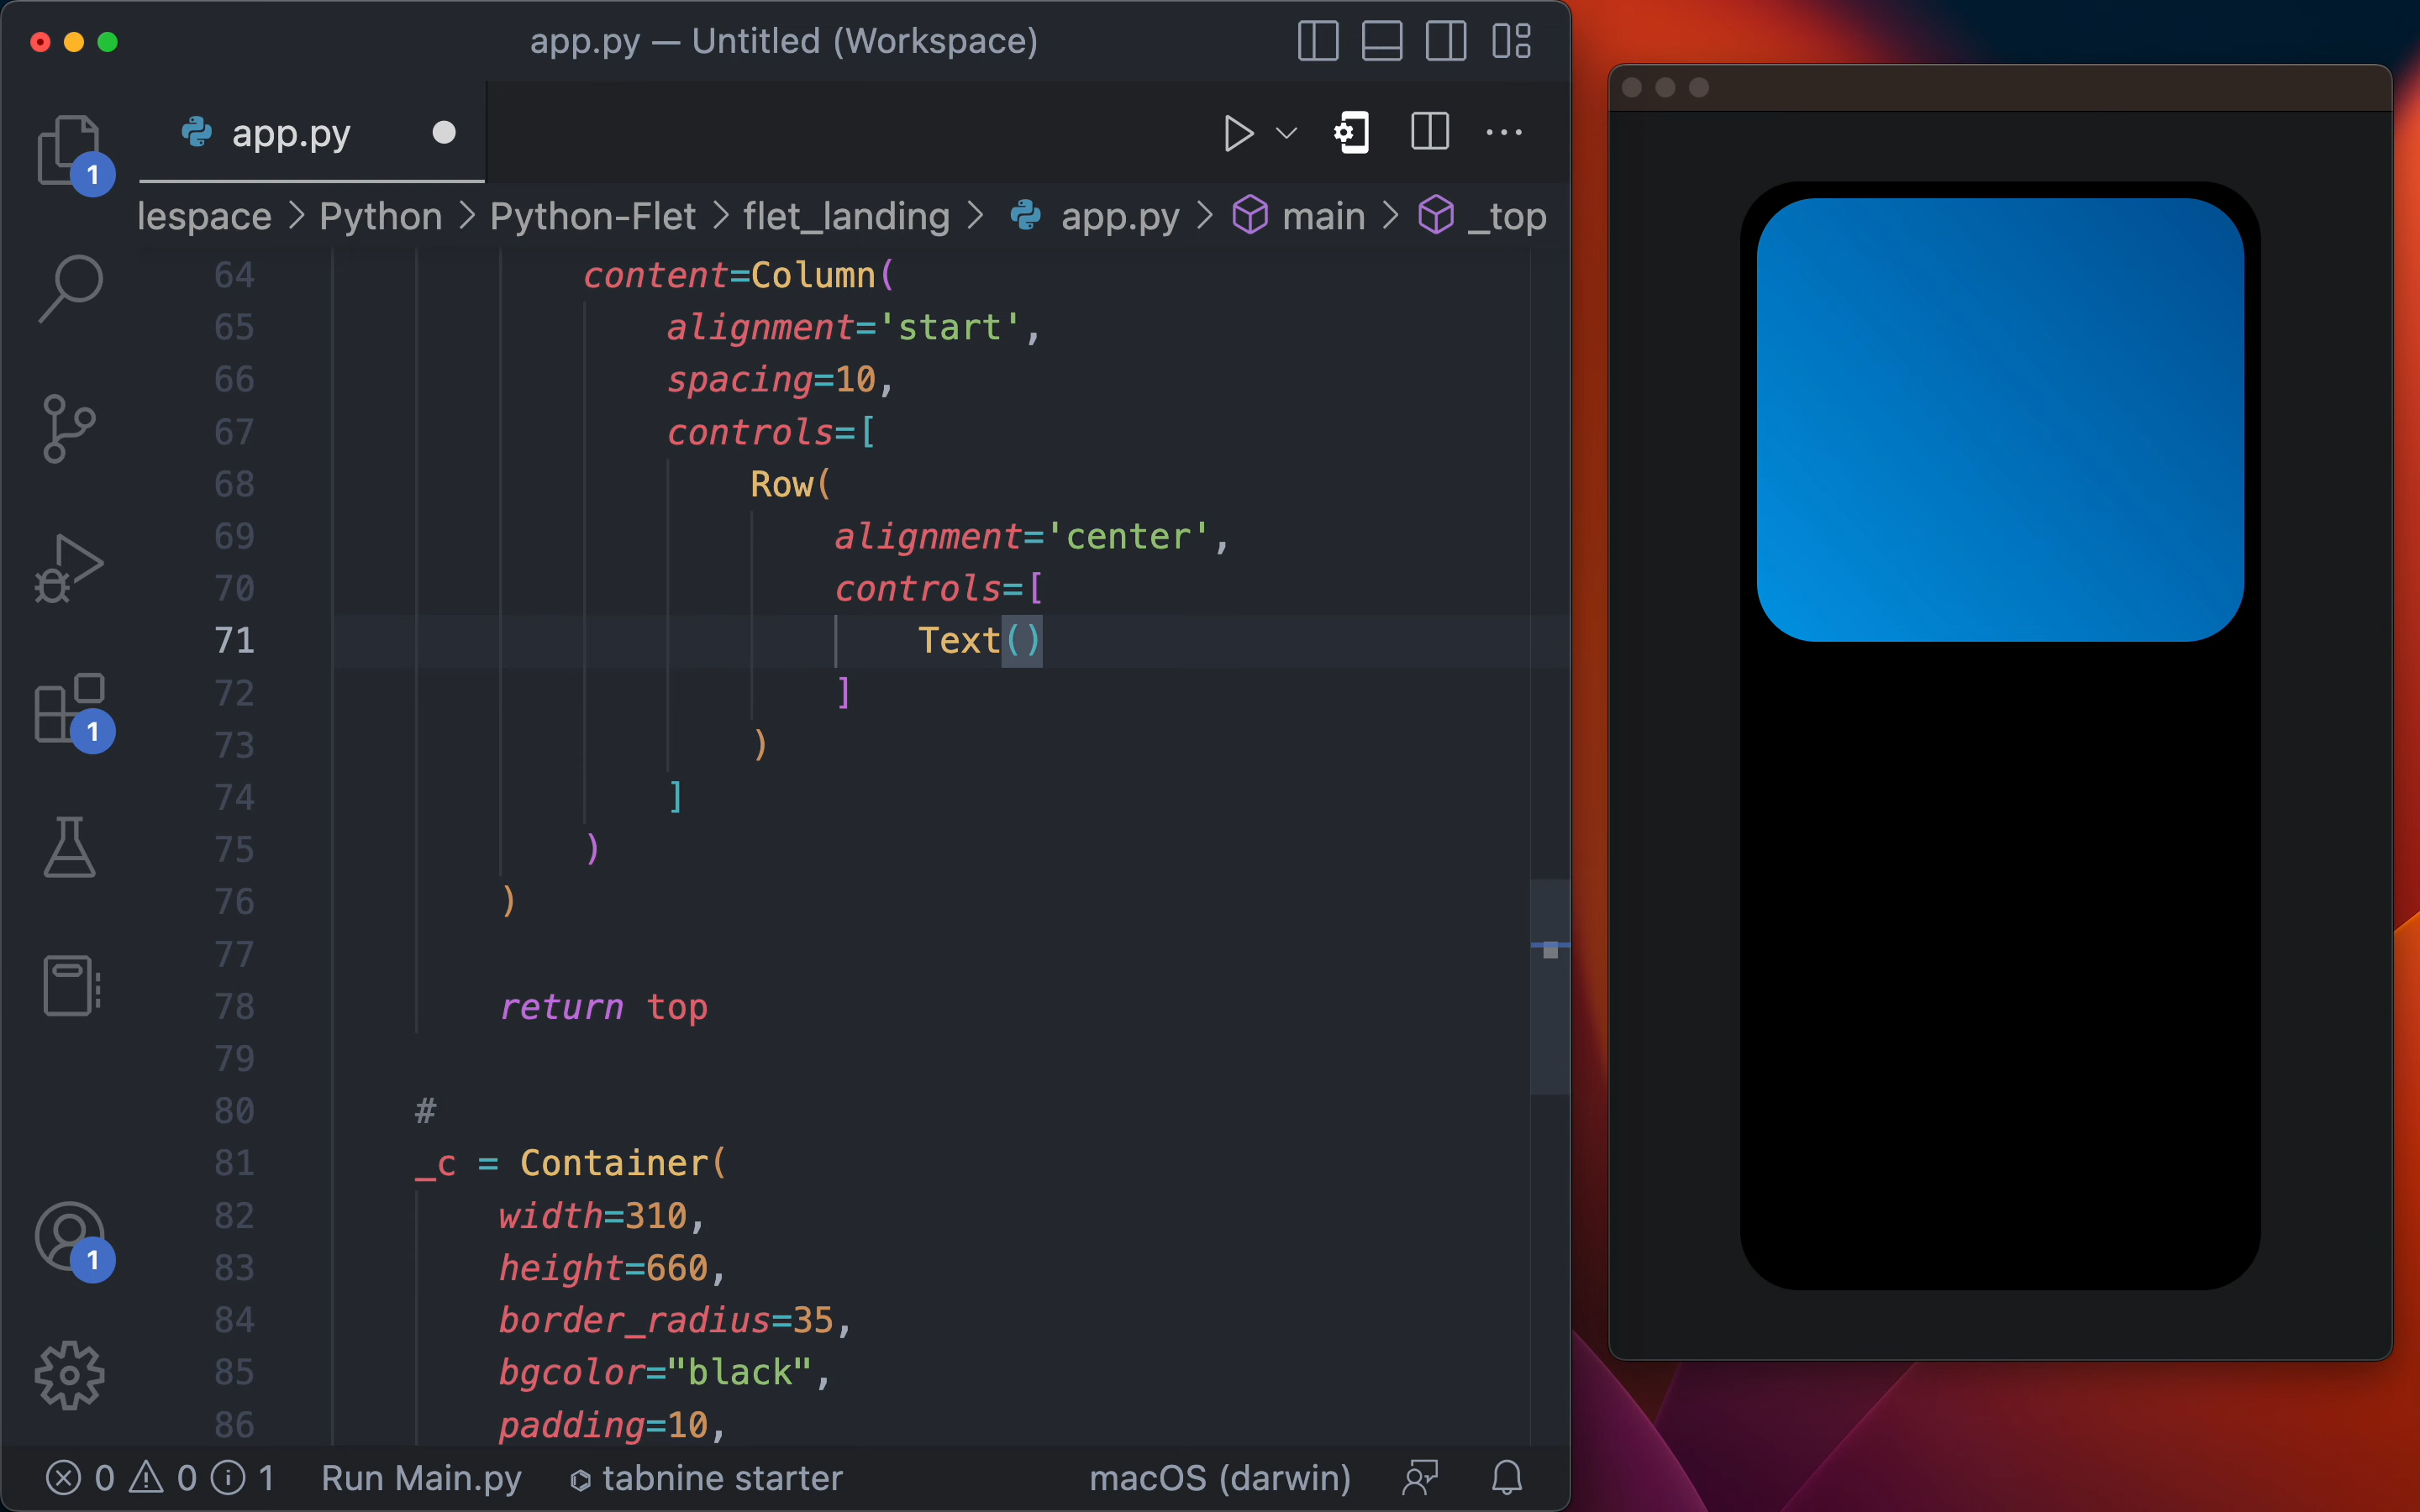 app.py — Untitled (Workspace)
app.py
lespace > Python > Python-Flet > flet_landing > app.py > main > _top
64 content=Column(
65 alignment='start',
66 spacing=10,
67 controls=[
68 Row(
69 alignment='center',
70 controls=[
71 Text()
72 ]
73 )
74 ]
75 )
76 )
77
78 return top
79
80 #
81 _c = Container(
82 width=310,
83 height=660,
84 border_radius=35,
85 bgcolor="black",
86 padding=10,
1
1
1
0 0 1 Run Main.py tabnine starter macOS (darwin)